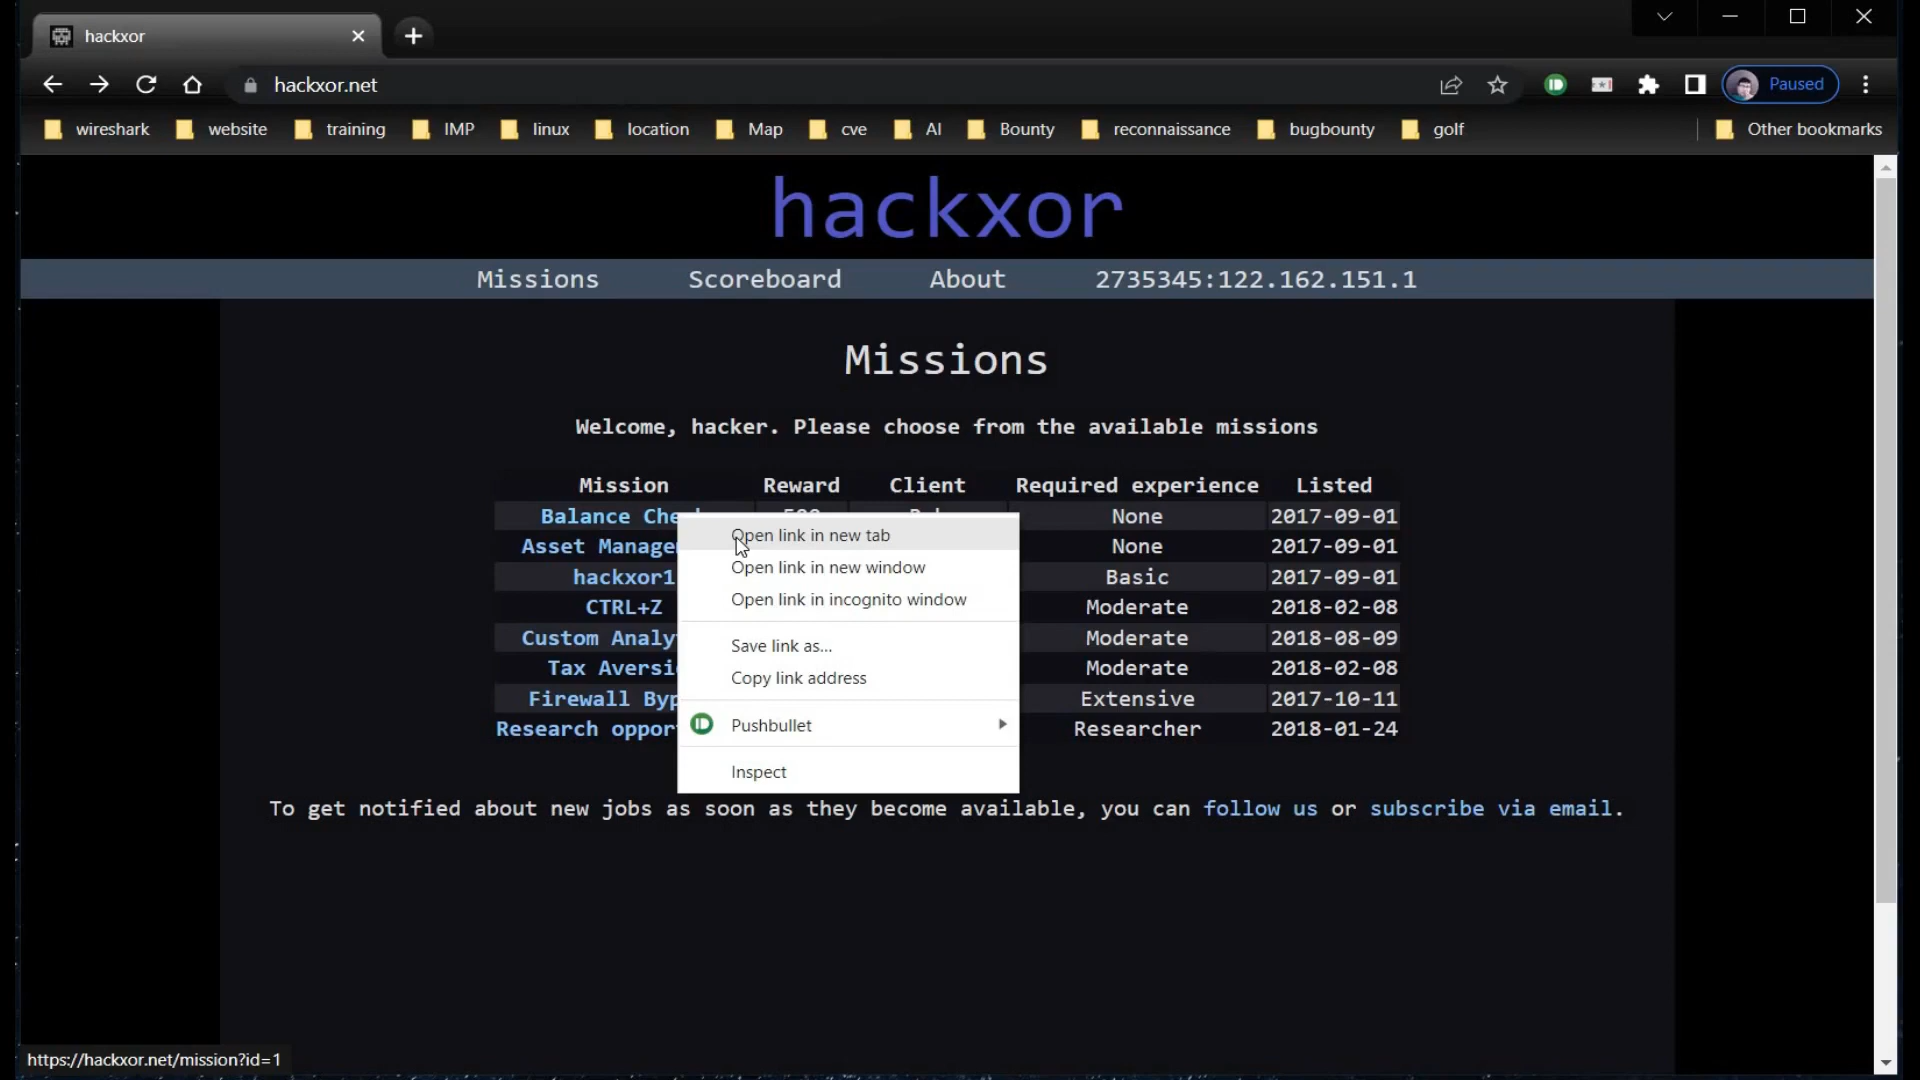 hackxor
hackxor.net
Paused
wireshark website training IMP linux location Map cve AI Bounty reconnaissance bugbounty golf Other bookmarks
hackxor
Missions Scoreboard About 2735345:122.162.151.1
Missions
Welcome, hacker. Please choose from the available missions
Mission Reward Client Required experience Listed
Balance None 2017-09-01
Asset None 2017-09-01
hackxor1 Basic 2017-09-01
CTRL+Z Moderate 2018-02-08
Custom Moderate 2018-08-09
Tax Moderate 2018-02-08
Firewall Extensive 2017-10-11
Research Researcher 2018-01-24
Open link in new tab
Open link in new window
Open link in incognito window
Save link as...
Copy link address
Pushbullet
Inspect
To get notified about new jobs as soon as they become available, you can follow us or subscribe via email.
https://hackxor.net/mission?id=1